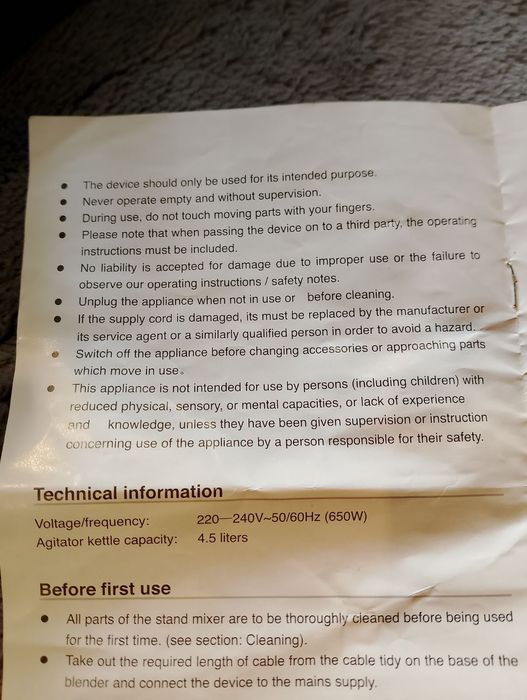 ● The device should only be used for its intended purpose.
● Never operate empty and without supervision.
● During use, do not touch moving parts with your fingers.
● Please note that when passing the device on to a third party, the operating
instructions must be included.
● No liability is accepted for damage due to improper use or the failure to
observe our operating instructions / safety notes.
● Unplug the appliance when not in use or before cleaning.
● If the supply cord is damaged, its must be replaced by the manufacturer or
its service agent or a similarly qualified person in order to avoid a hazard.
● Switch off the appliance before changing accessories or approaching parts
which move in use。
● This appliance is not intended for use by persons (including children) with
reduced physical, sensory, or mental capacities, or lack of experience
and knowledge, unless they have been given supervision or instruction
concerning use of the appliance by a person responsible for their safety.
Technical information
Voltage/frequency: 220—240V~50/60Hz (650W)
Agitator kettle capacity: 4.5 liters
Before first use
● All parts of the stand mixer are to be thoroughly cleaned before being used
for the first time. (see section: Cleaning).
● Take out the required length of cable from the cable tidy on the base of the
blender and connect the device to the mains supply.